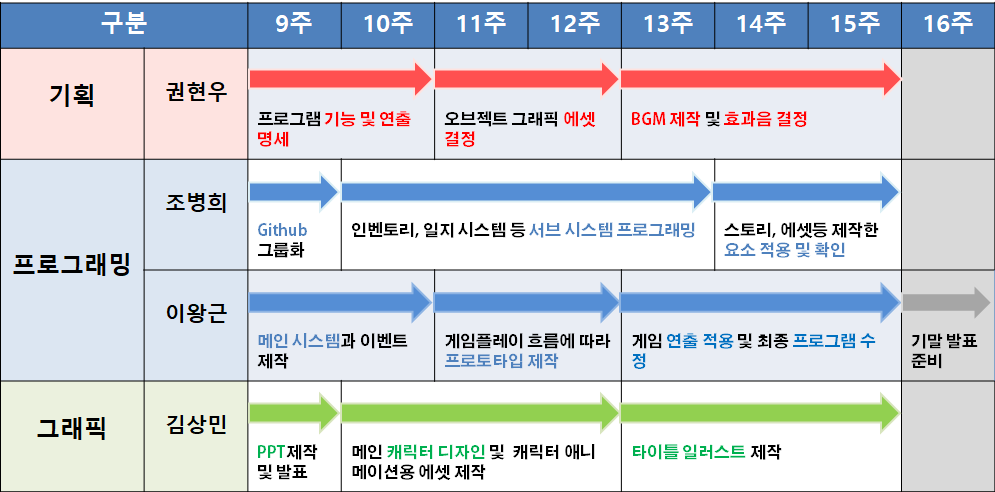 구분 9주 10주 11주 12주 13주 14주 15주 16주
기획
권현우
프로그램 기능 및 연출
명세
오브젝트 그래픽 에셋
결정
BGM 제작 및 효과음 결정
프로그래밍
조병희
Github
그룹화
인벤토리, 일지 시스템 등 서브 시스템 프로그래밍
스토리, 에셋등 제작한
요소 적용 및 확인
이왕근
메인 시스템과 이벤트
제작
게임플레이 흐름에 따라
프로토타입 제작
게임 연출 적용 및 최종 프로그램 수
정
기말 발표
준비
그래픽
김상민
PPT제작
및 발표
메인 캐릭터 디자인 및 캐릭터 애니
메이션용 에셋 제작
타이틀 일러스트 제작